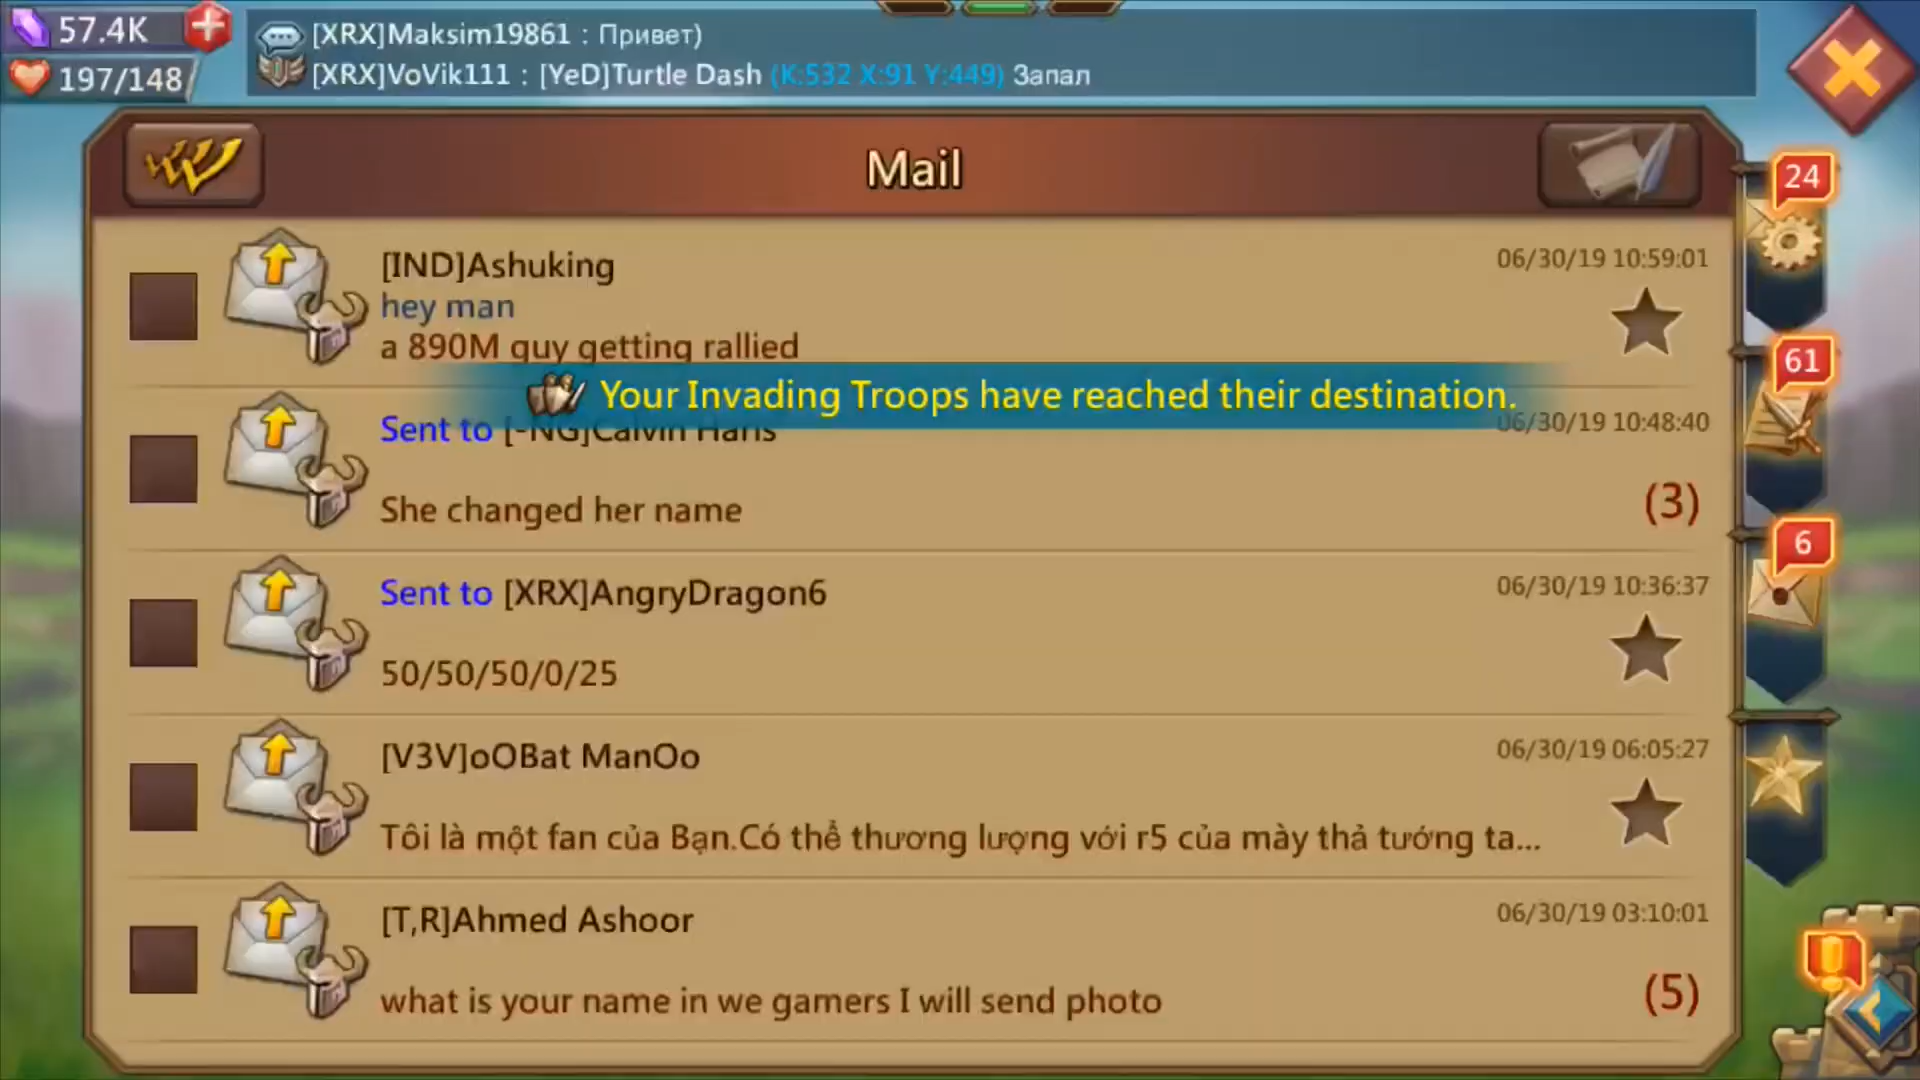 57.4K
197/148
[XRX]Maksim19861 : Привет)
[XRX]VoVik111 : [YeD]Turtle Dash (K:532 X:91 Y:449) Запал
Mail
24
[IND]Ashuking
06/30/19 10:59:01
hey man
a 890M guy getting rallied
61
Your Invading Troops have reached their destination.
Sent to [-NG]Calvin Haris
06/30/19 10:48:40
She changed her name
(3)
6
Sent to [XRX]AngryDragon6
06/30/19 10:36:37
50/50/50/0/25
[V3V]oOBat ManOo
06/30/19 06:05:27
Tôi là một fan của Bạn.Có thể thương lượng với r5 của mày thả tướng ta...
[T,R]Ahmed Ashoor
06/30/19 03:10:01
what is your name in we gamers I will send photo
(5)